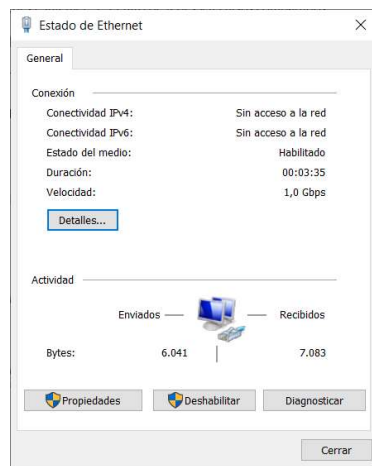 Estado de Ethernet
General
Conexión
Conectividad IPv4: Sin acceso a la red
Conectividad IPv6: Sin acceso a la red
Estado del medio: Habilitado
Duración: 00:03:35
Velocidad: 1,0 Gbps
Detalles...
Actividad
Enviados Recibidos
Bytes: 6.041 7.083
Propiedades Deshabilitar Diagnosticar
Cerrar